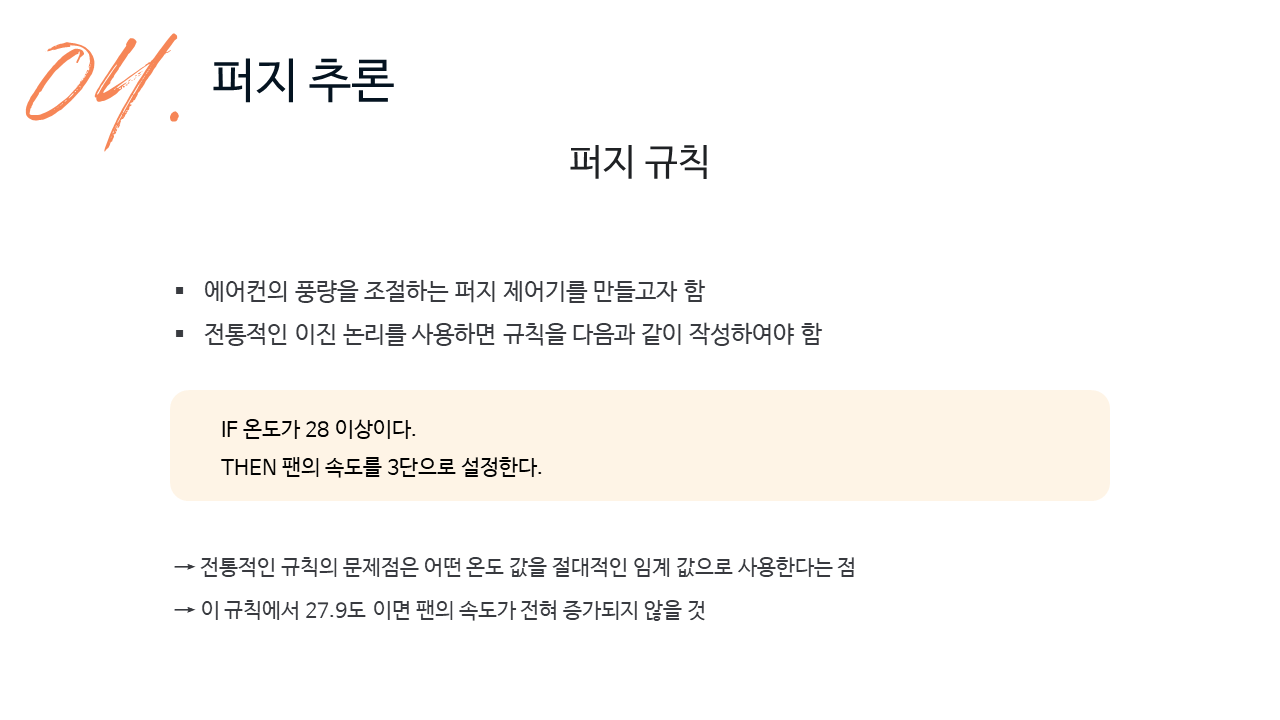 04. 퍼지 추론
퍼지 규칙
▪ 에어컨의 풍량을 조절하는 퍼지 제어기를 만들고자 함
▪ 전통적인 이진 논리를 사용하면 규칙을 다음과 같이 작성하여야 함
IF 온도가 28 이상이다.
THEN 팬의 속도를 3단으로 설정한다.
→ 전통적인 규칙의 문제점은 어떤 온도 값을 절대적인 임계 값으로 사용한다는 점
→ 이 규칙에서 27.9도 이면 팬의 속도가 전혀 증가되지 않을 것